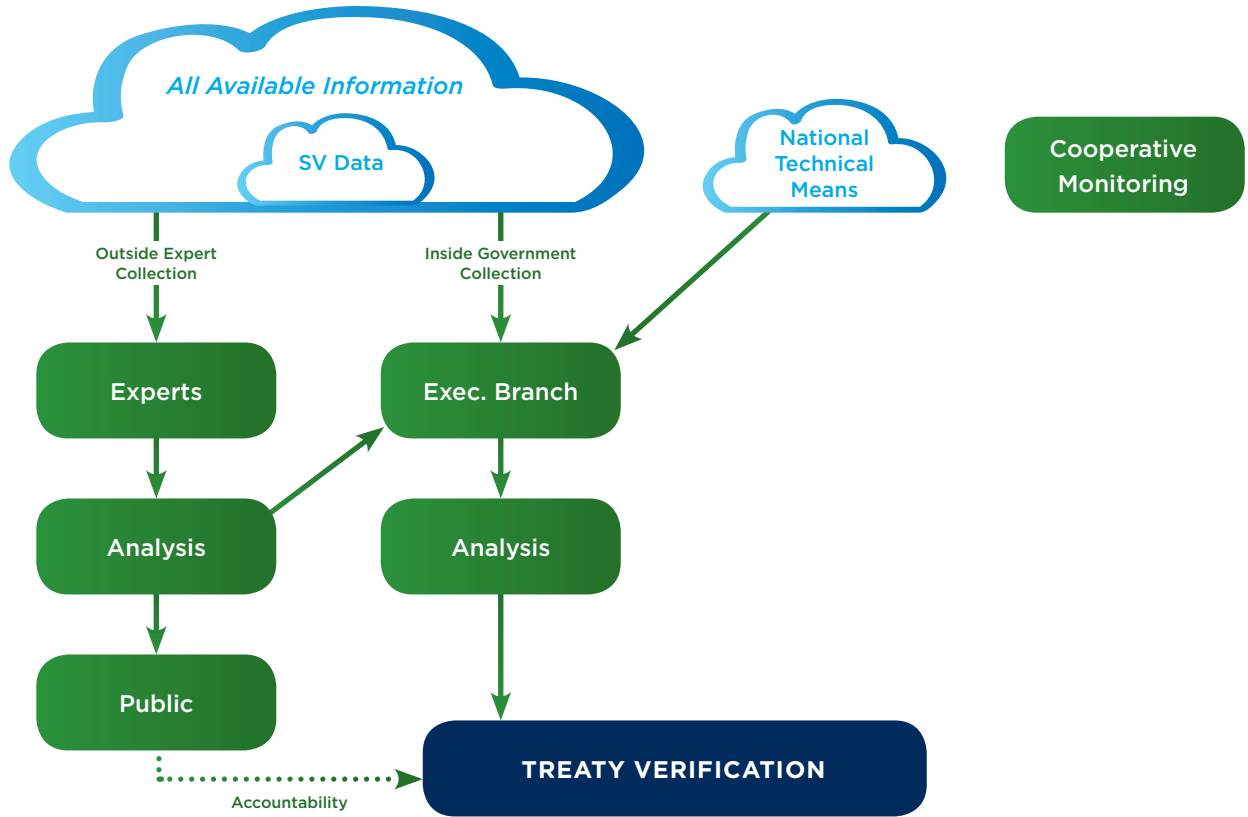 All Available Information
SV Data
National
Technical
Means
Cooperative
Monitoring
Outside Expert
Collection
Inside Government
Collection
Experts
Exec. Branch
Analysis
Analysis
Public
TREATY VERIFICATION
Accountability